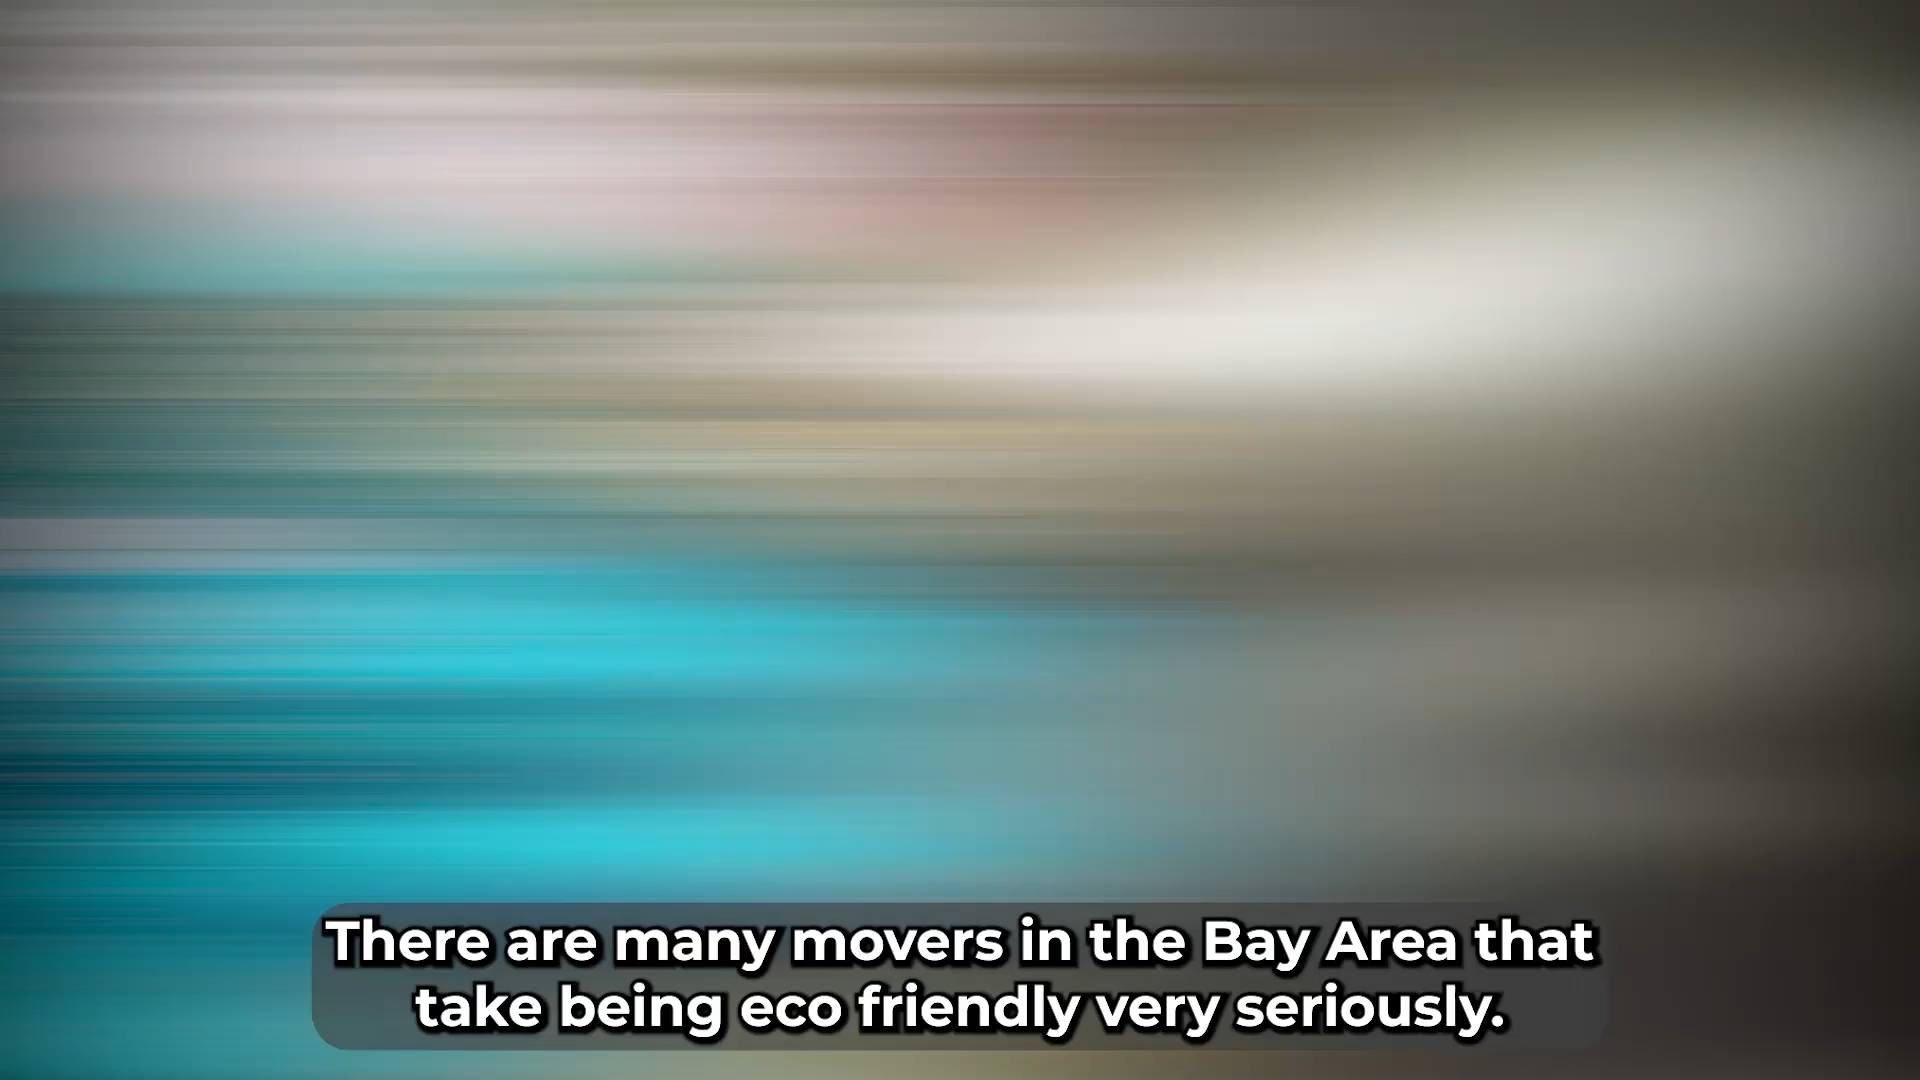 There are many movers in the Bay Area that
take being eco friendly very seriously.